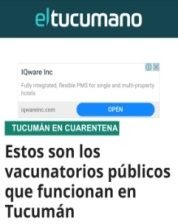 eltucumano
IQware Inc
Fully integrated, flexible PMS for single and multi-property
hotels
iqwareinc.com
OPEN
TUCUMÁN EN CUARENTENA
Estos son los
vacunatorios públicos
que funcionan en
Tucumán